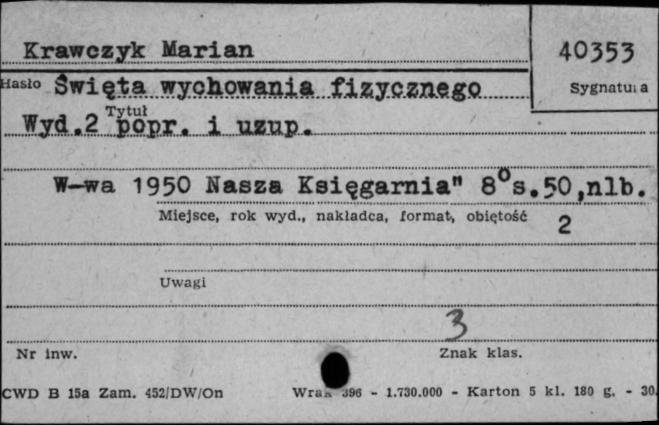 Krawczyk Marian
40353
Hasło Święta wychowania fizycznego
Sygnatura
Tytuł
Wyd.2 popr. i uzup.
W-wa 1950 Nasza Księgarnia" 8° s.50,nlb.
Miejsce, rok wyd., nakładca, format, objętość
2
Uwagi
3
Nr inw.
Znak klas.
CWD B 15a Zam. 452/DW/On
396 - 1.730.000 - Karton 5 kl. 180 g. - 30.